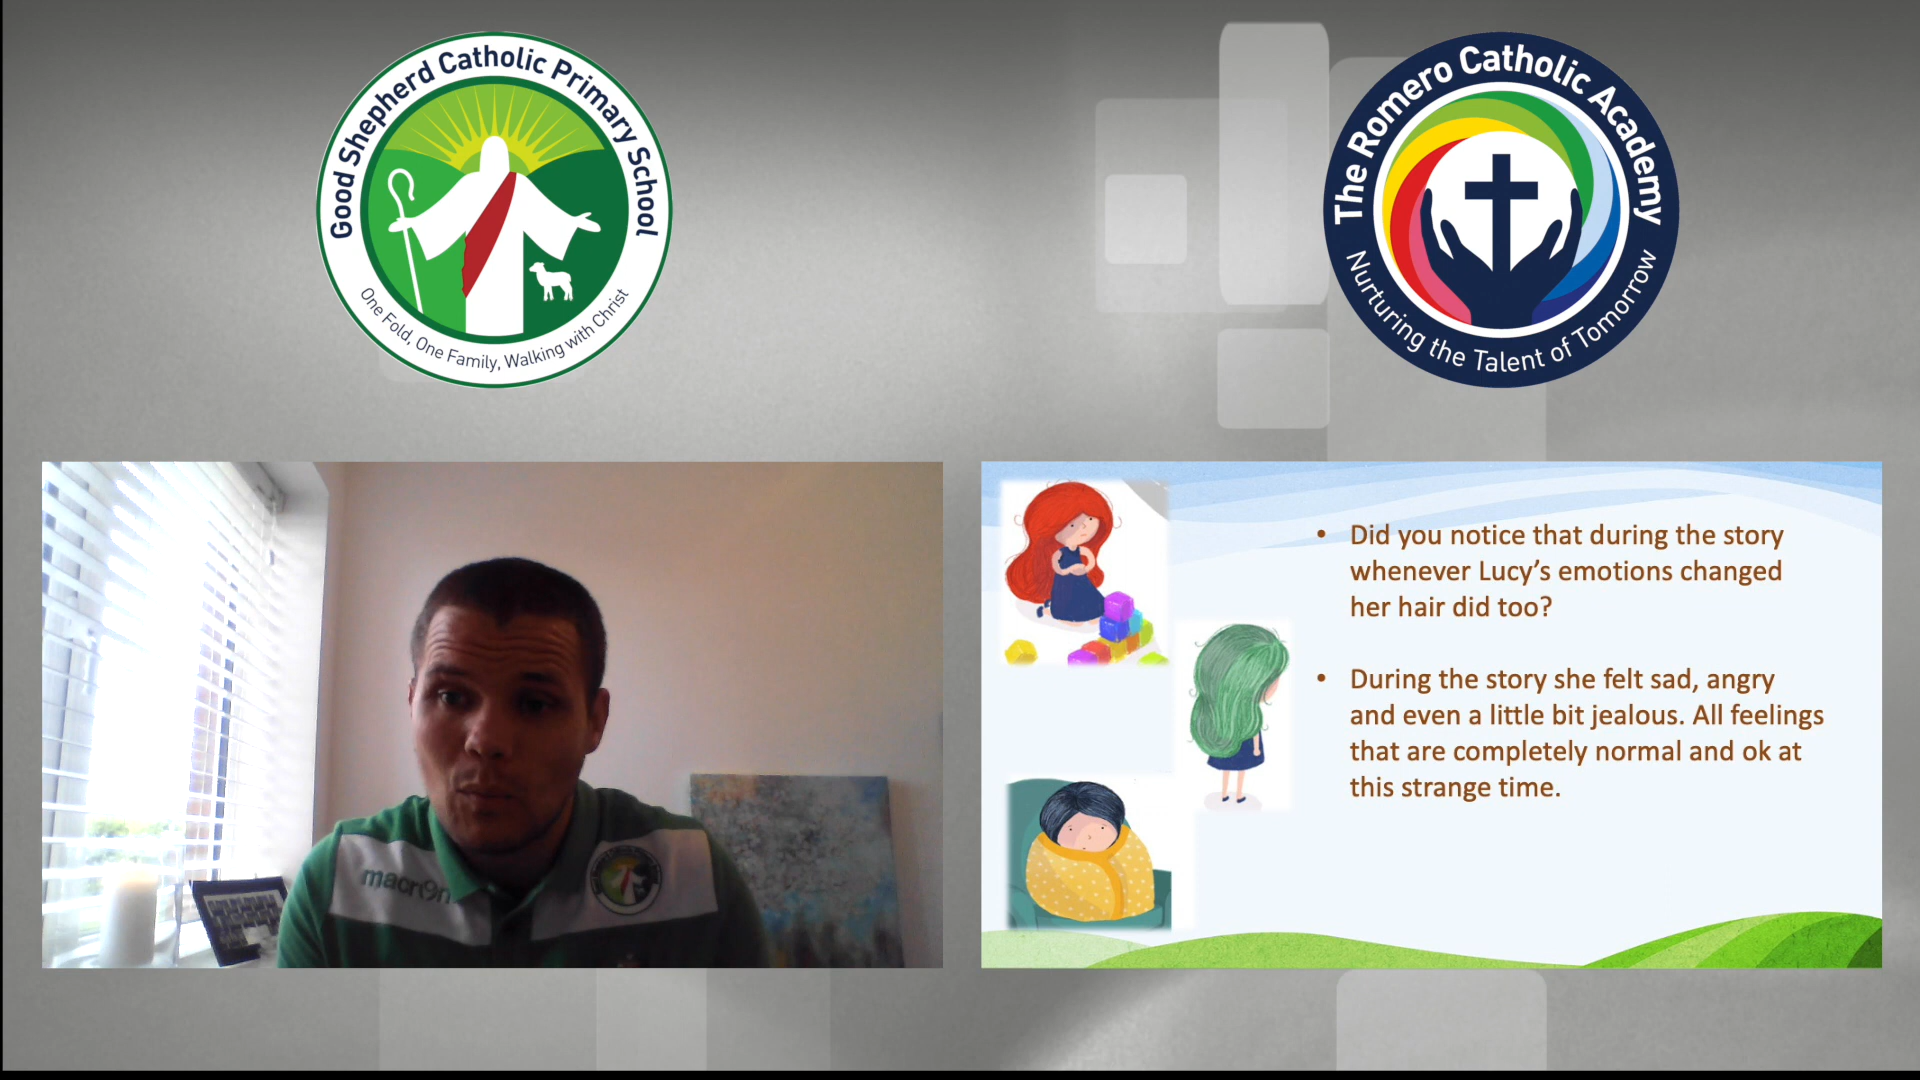 Good Shepherd Catholic Primary School
One Fold, One Family, Walking with Christ
The Romero Catholic Academy
Nurturing the Talent of Tomorrow
macron
• Did you notice that during the story
whenever Lucy's emotions changed
her hair did too?
• During the story she felt sad, angry
and even a little bit jealous. All feelings
that are completely normal and ok at
this strange time.